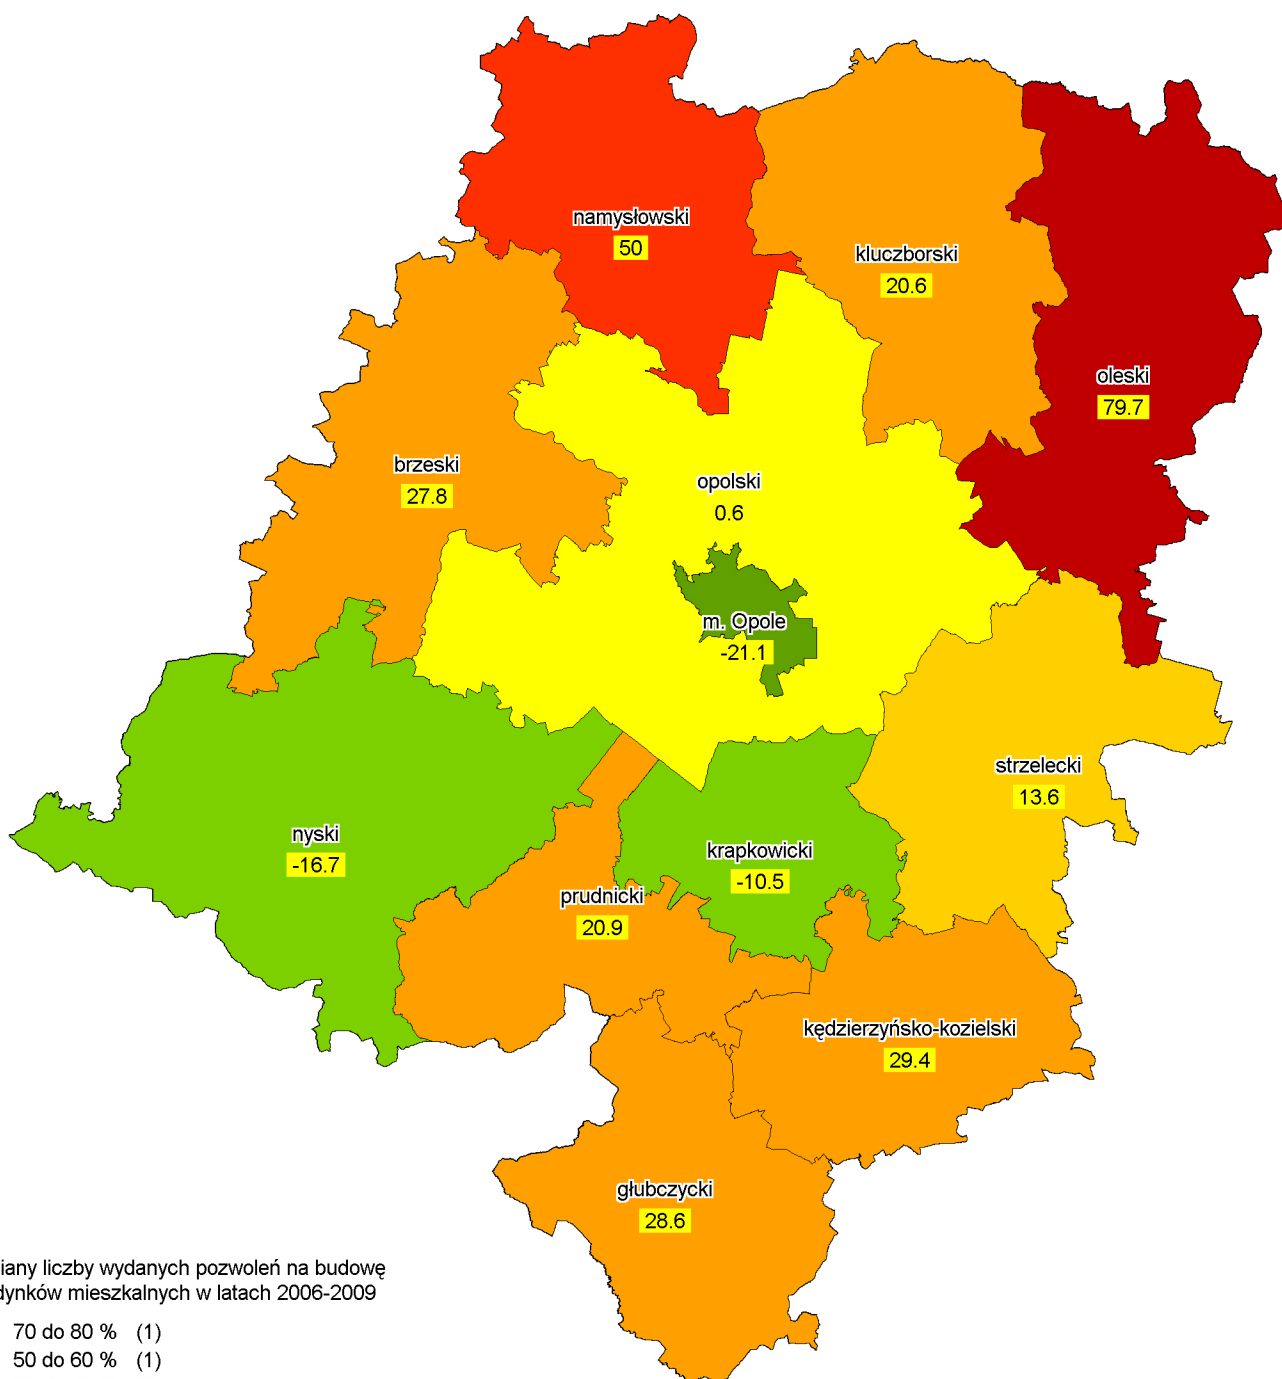 namysłowski
50
kluczborski
20.6
oleski
79.7
brzeski
27.8
opolski
0.6
m. Opole
-21.1
strzelecki
13.6
nyski
-16.7
krapkowicki
-10.5
prudnicki
20.9
kędzierzyńsko-kozielski
29.4
głubczycki
28.6
iany liczby wydanych pozwoleń na budowę
dynków mieszkalnych w latach 2006-2009
70 do 80 % (1)
50 do 60 % (1)